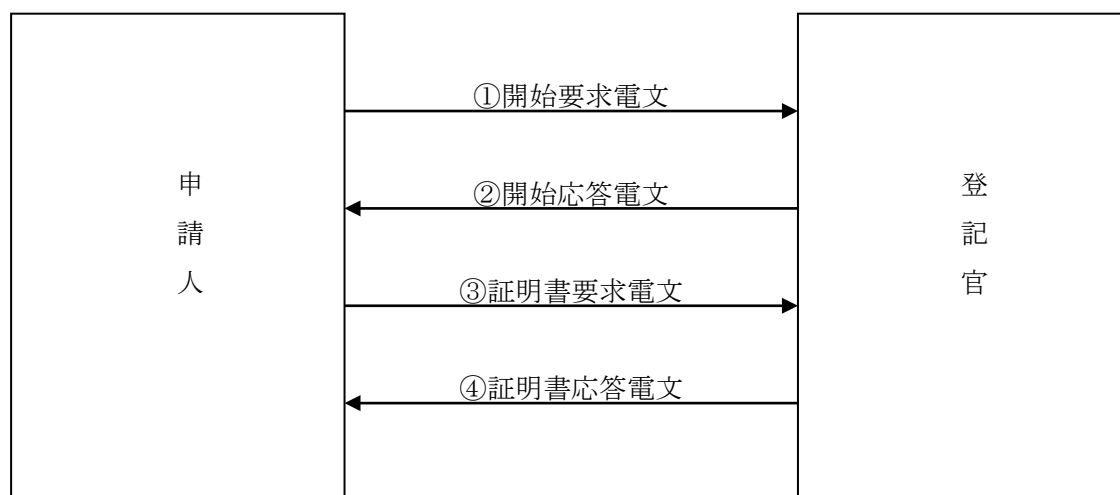 申請人
①開始要求電文
②開始応答電文
③証明書要求電文
④証明書応答電文
登記官